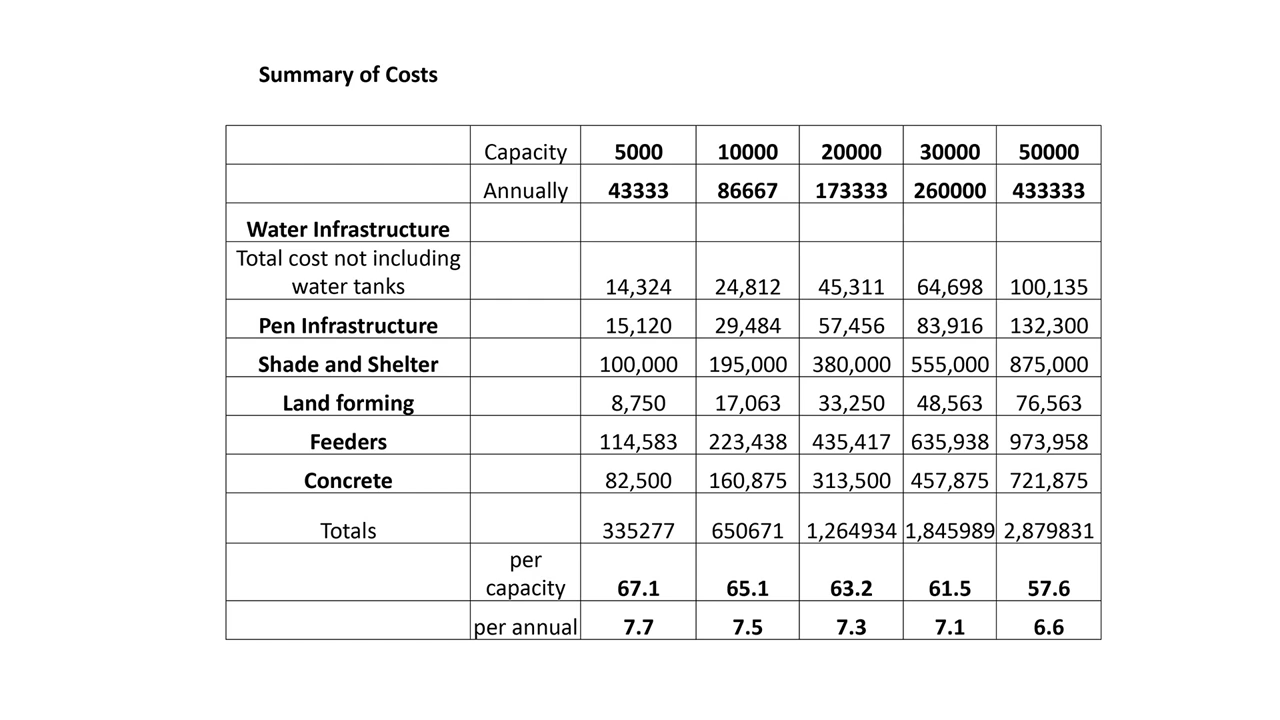 Summary of Costs
Capacity 5000 10000 20000 30000 50000
Annually 43333 86667 173333 260000 433333
Water Infrastructure
Total cost not including
water tanks 14,324 24,812 45,311 64,698 100,135
Pen Infrastructure 15,120 29,484 57,456 83,916 132,300
Shade and Shelter 100,000 195,000 380,000 555,000 875,000
Land forming 8,750 17,063 33,250 48,563 76,563
Feeders 114,583 223,438 435,417 635,938 973,958
Concrete 82,500 160,875 313,500 457,875 721,875
Totals 335277 650671 1,264934 1,845989 2,879831
per
capacity 67.1 65.1 63.2 61.5 57.6
per annual 7.7 7.5 7.3 7.1 6.6